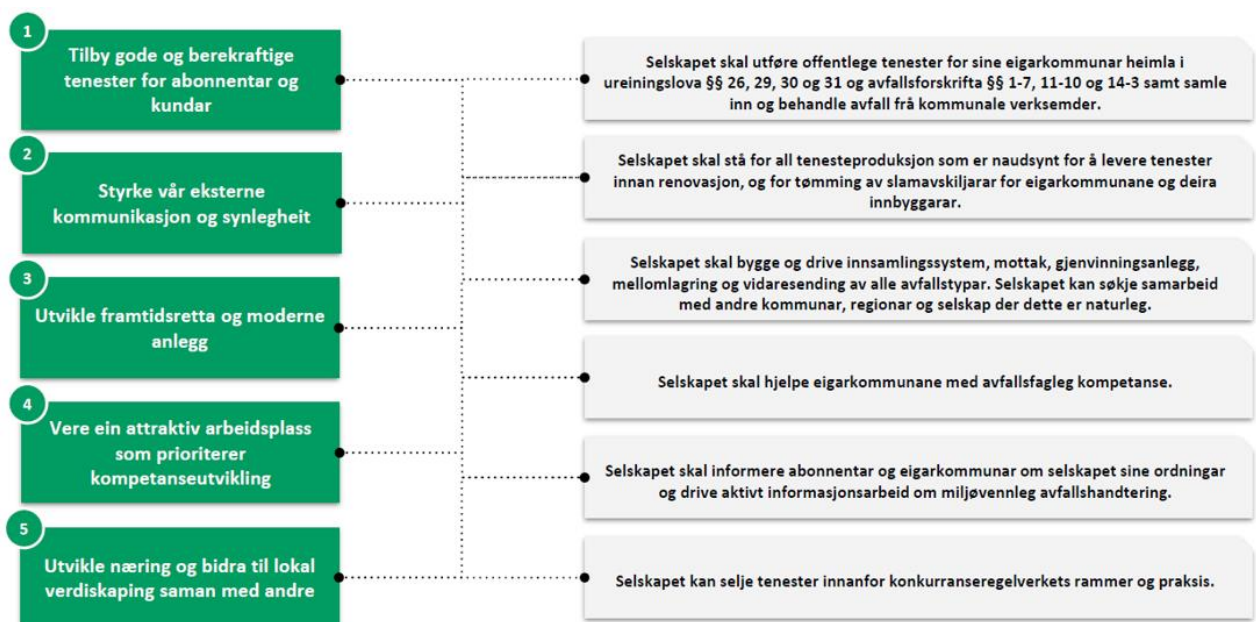 1
Tilby gode og berekraftige
tenester for abonnentar og
kundar
2
Styrke vår eksterne
kommunikasjon og synlegheit
3
Utvikle framtidsretta og moderne
anlegg
4
Vere ein attraktiv arbeidsplass
som prioriterer
kompetanseutvikling
5
Utvikle næring og bidra til lokal
verdiskaping saman med andre
Selskapet skal utføre offentlege tenester for sine eigarkommunar heimla i
ureiningslova §§ 26, 29, 30 og 31 og avfallsforskrifta §§ 1-7, 11-10 og 14-3 samt samle
inn og behandle avfall frå kommunale verksemder.
Selskapet skal stå for all tenesteproduksjon som er naudsynt for å levere tenester
innan renovasjon, og for tømming av slamavskiljarar for eigarkommunane og deira
innbyggarar.
Selskapet skal bygge og drive innsamlingssystem, mottak, gjenvinningsanlegg,
mellomlagring og vidaresending av alle avfallstypar. Selskapet kan søkje samarbeid
med andre kommunar, regionar og selskap der dette er naturleg.
Selskapet skal hjelpe eigarkommunane med avfallsfagleg kompetanse.
Selskapet skal informere abonnentar og eigarkommunar om selskapet sine ordningar
og drive aktivt informasjonsarbeid om miljøvennleg avfallshandtering.
Selskapet kan selje tenester innanfor konkurranseregelverkets rammer og praksis.